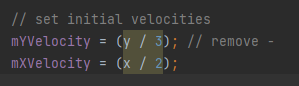 // set initial velocities
mYVelocity = (y / 3); // remove -
mXVelocity = (x / 2);